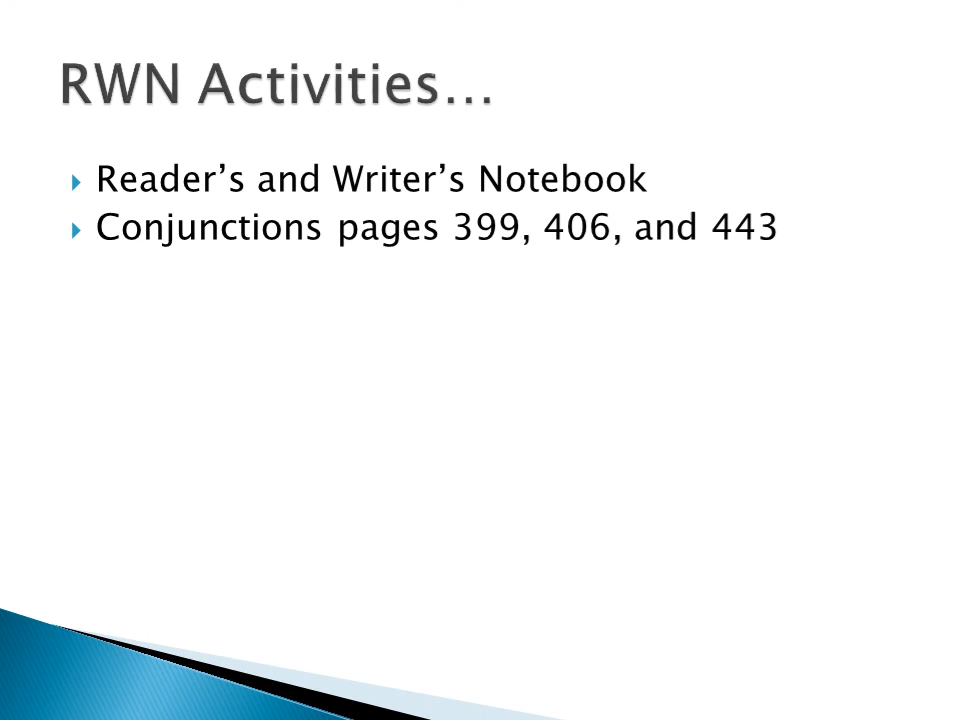 RWN Activities…
Reader’s and Writer’s Notebook
Conjunctions pages 399, 406, and 443